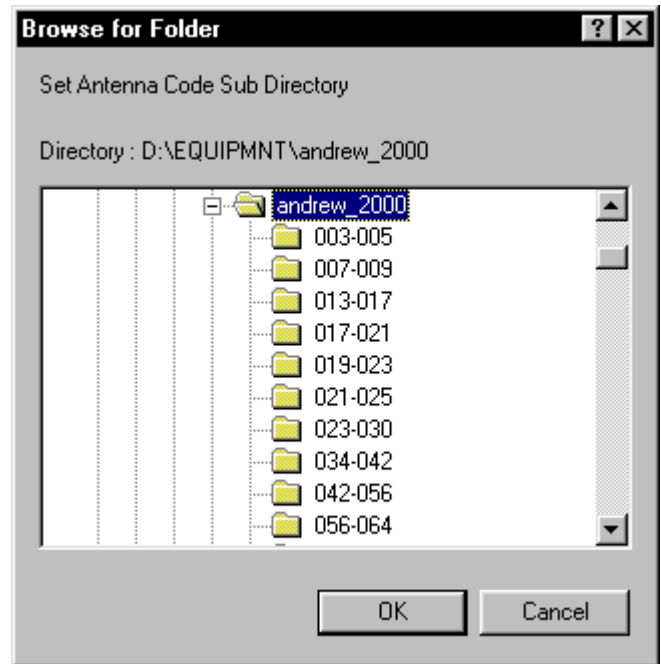 Browse for Folder
Set Antenna Code Sub Directory
Directory : D:\EQUIPMNT\andrew_2000
andrew_2000
003-005
007-009
013-017
017-021
019-023
021-025
023-030
034-042
042-056
056-064
OK Cancel